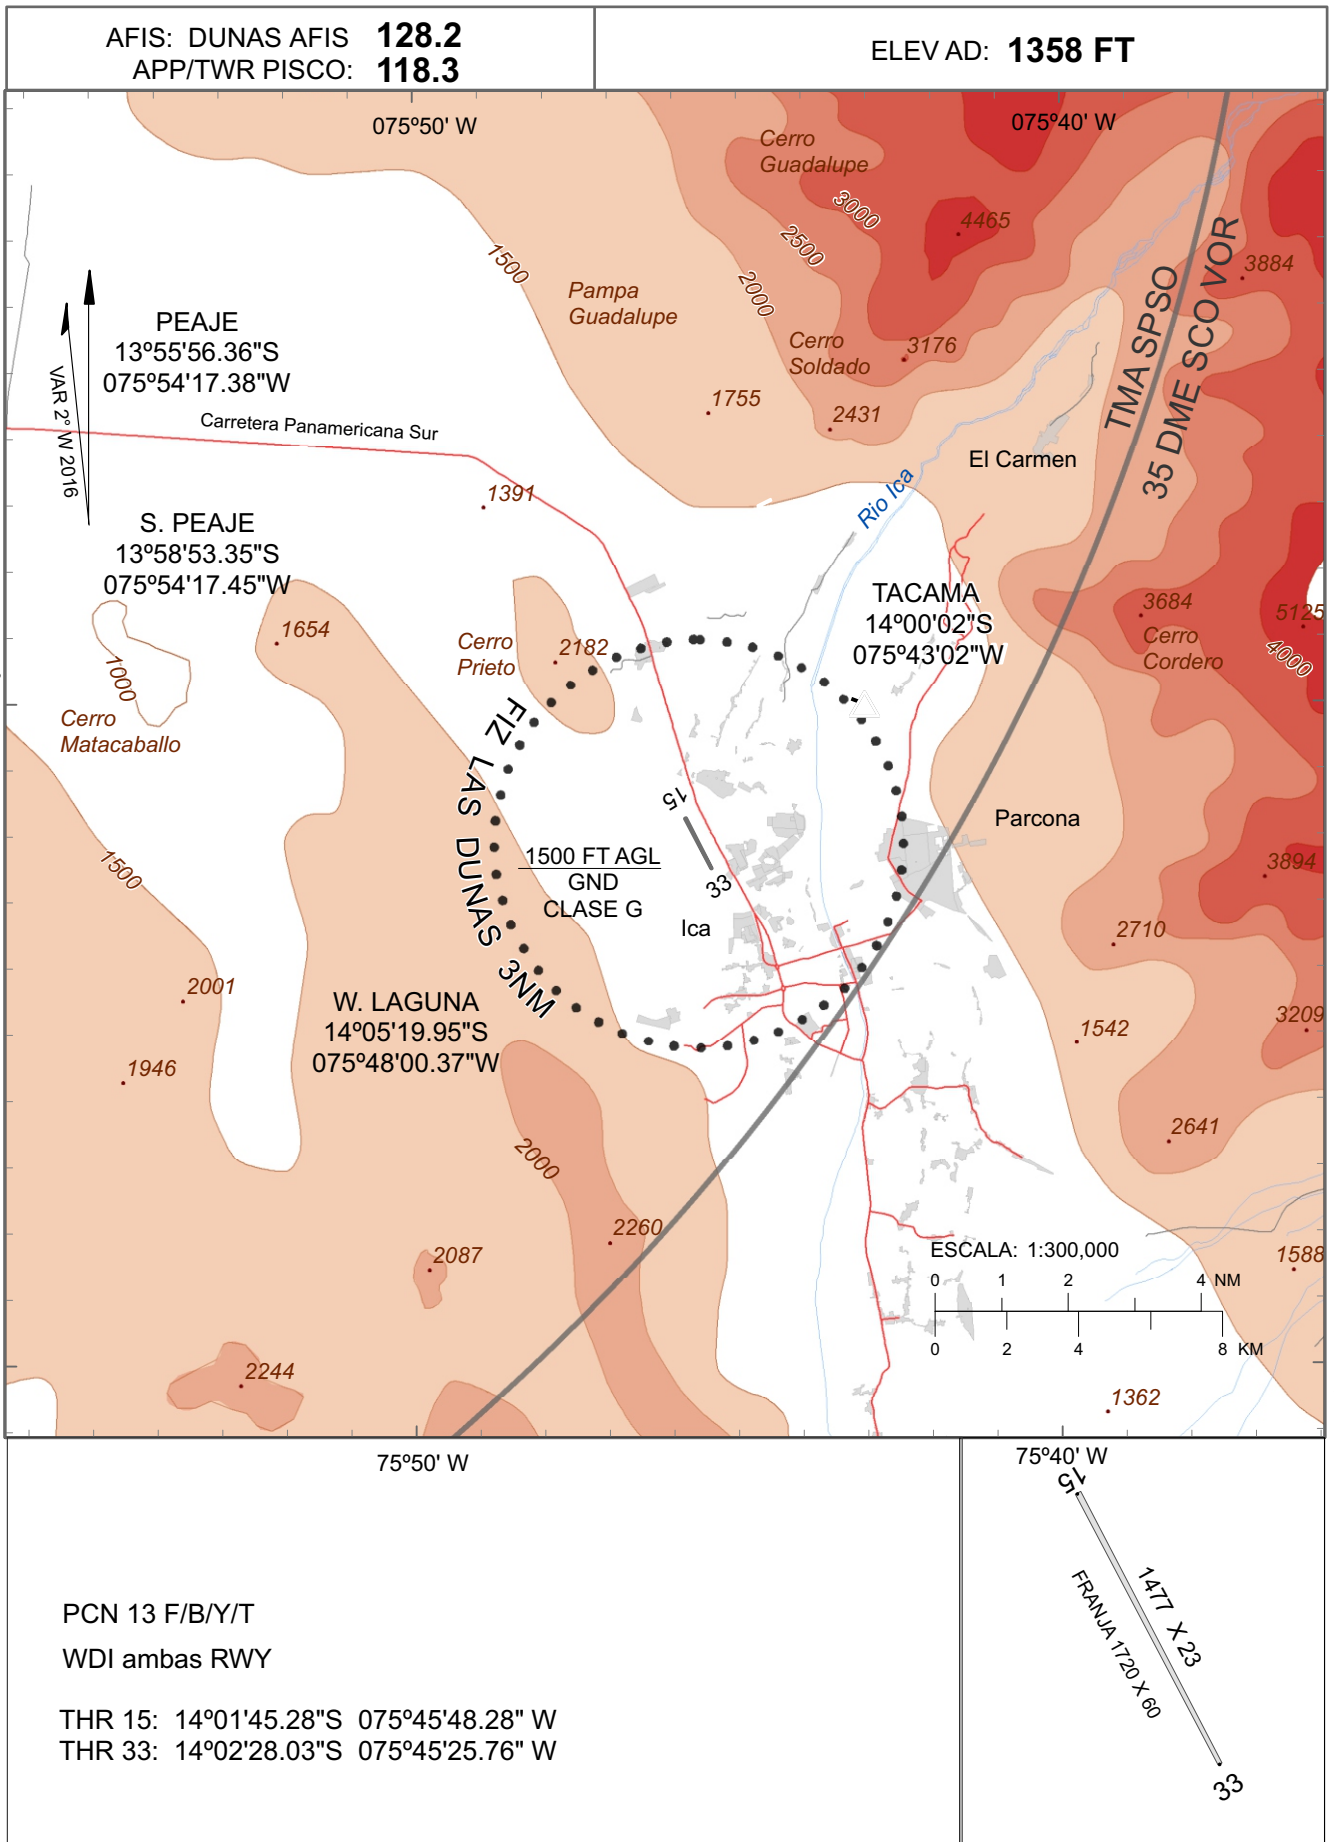 AFIS: DUNAS AFIS 128.2
APP/TWR PISCO: 118.3
ELEV AD: 1358 FT
075º50' W
075º40' W
Cerro
Guadalupe
3000
4465
2500
1500
2000
3884
Pampa
Guadalupe
TMA SPSO
35 DME SCO VOR
PEAJE
13º55'56.36"S
075º54'17.38"W
Cerro
Soldado
3176
VAR 2° W 2016
1755
2431
Carretera Panamericana Sur
El Carmen
1391
Rio Ica
S. PEAJE
13º58'53.35"S
075º54'17.45"W
TACAMA
14º00'02"S
075º43'02"W
3684
5125
Cerro
Cordero
4000
1654
Cerro
Prieto
2182
1000
Cerro
Matacaballo
FIZ LAS DUNAS 3NM
15
33
Parcona
1500
1500 FT AGL
GND
CLASE G
3894
Ica
2710
2001
W. LAGUNA
14º05'19.95"S
075º48'00.37"W
3209
1542
1946
2641
2000
2260
2087
ESCALA: 1:300,000
0 1 2 4 NM
0 2 4 8 KM
1588
2244
1362
75º50' W
75º40' W
15
1477 X 23
FRANJA 1720 X 60
33
PCN 13 F/B/Y/T
WDI ambas RWY
THR 15: 14º01'45.28"S 075º45'48.28" W
THR 33: 14º02'28.03"S 075º45'25.76" W